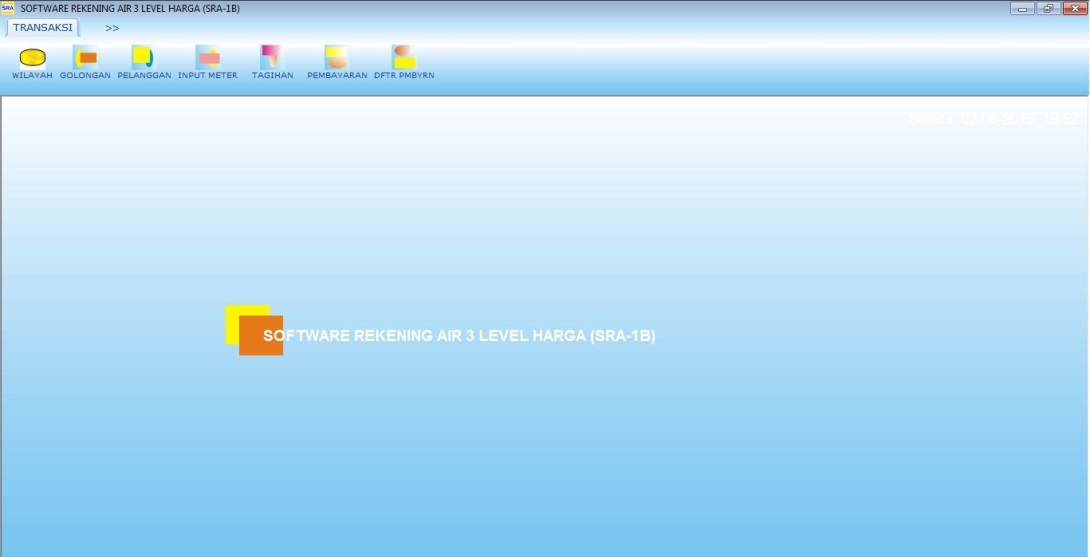 SRA SOFTWARE REKENING AIR 3 LEVEL HARGA (SRA-1B)
TRANSAKSI >>
WILAYAH GOLONGAN PELANGGAN INPUT METER TAGIHAN PEMBAYARAN DFTR PMBYRN
SOFTWARE REKENING AIR 3 LEVEL HARGA (SRA-1B)